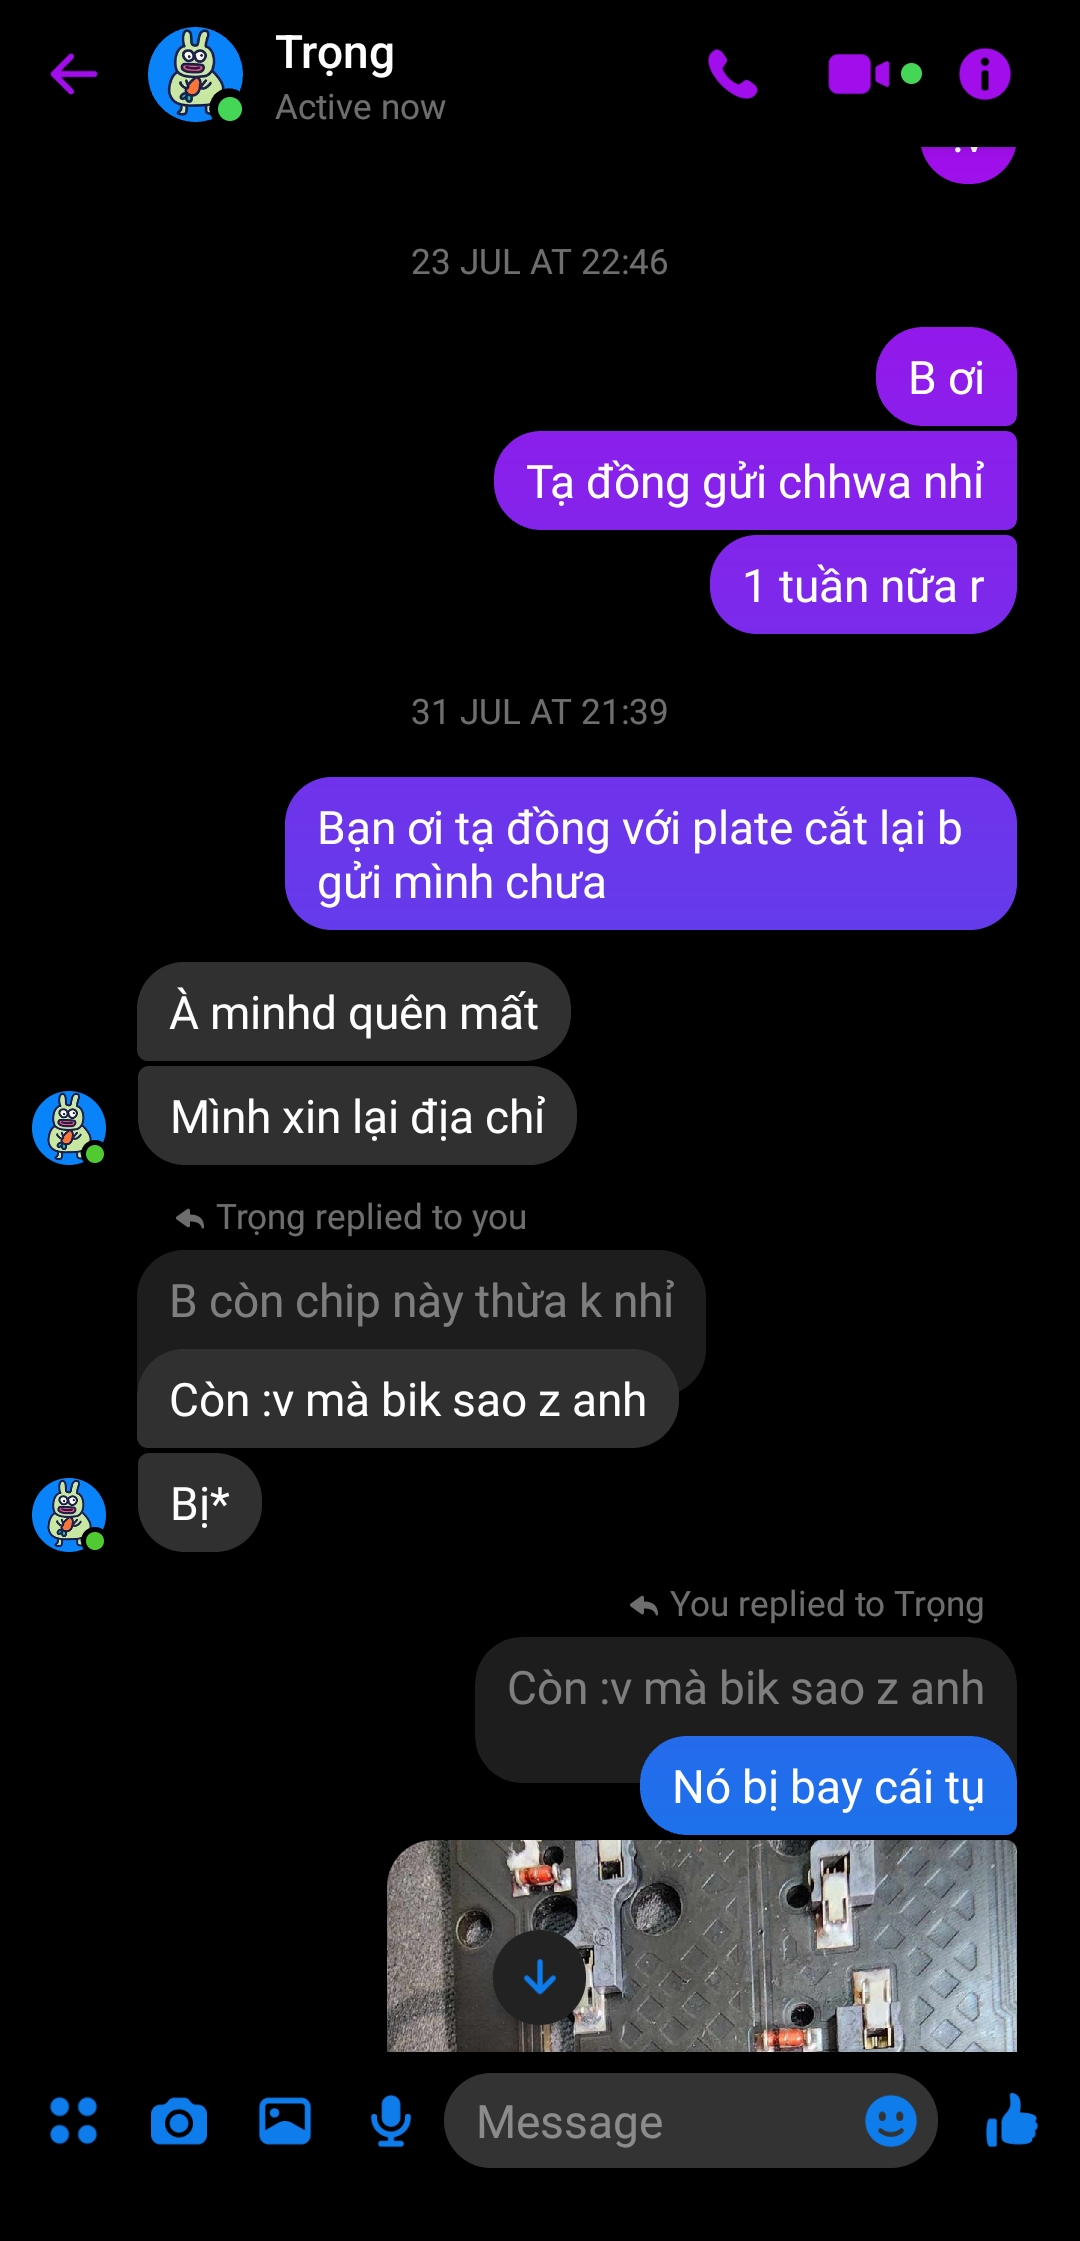 Trọng
Active now
23 JUL AT 22:46
B ơi
Tạ đồng gửi chhwa nhỉ
1 tuần nữa r
31 JUL AT 21:39
Bạn ơi tạ đồng với plate cắt lại b
gửi mình chưa
À minhd quên mất
Mình xin lại địa chỉ
Trọng replied to you
B còn chip này thừa k nhỉ
Còn :v mà bik sao z anh
Bị*
You replied to Trọng
Còn :v mà bik sao z anh
Nó bị bay cái tụ
Message